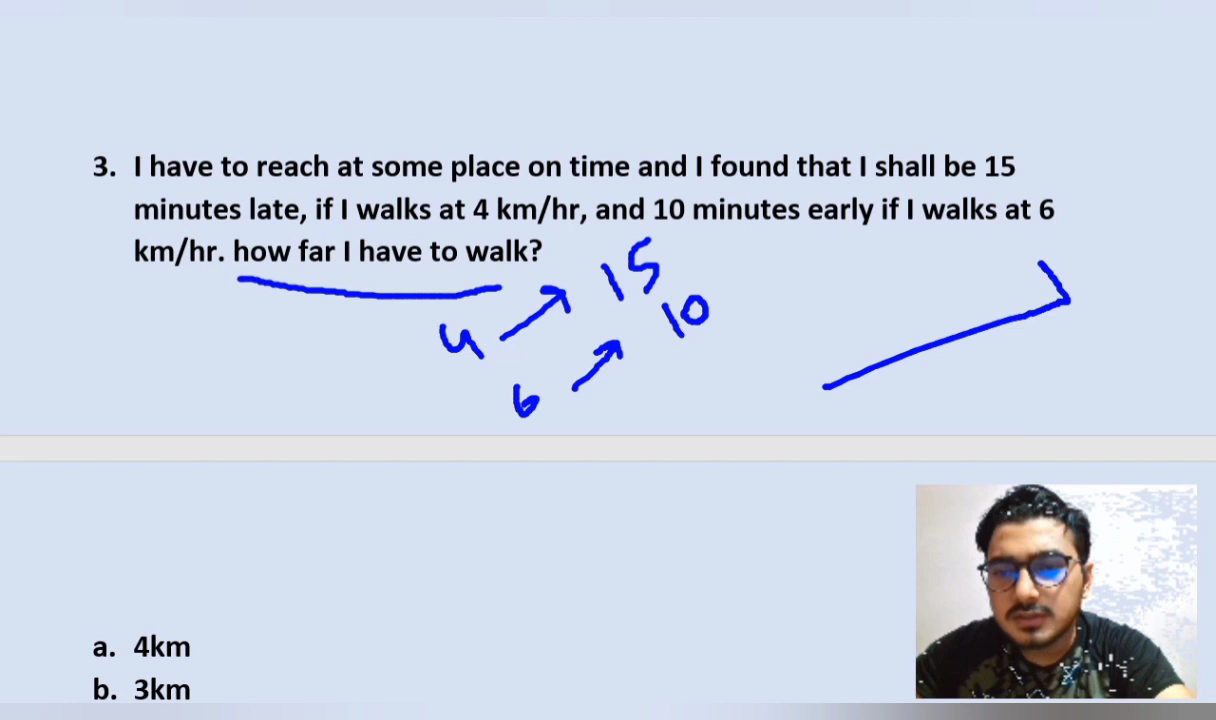 3. I have to reach at some place on time and I found that I shall be 15
minutes late, if I walks at 4 km/hr, and 10 minutes early if I walks at 6
km/hr. how far I have to walk?
4 → 15
6 → 10
a. 4km
b. 3km